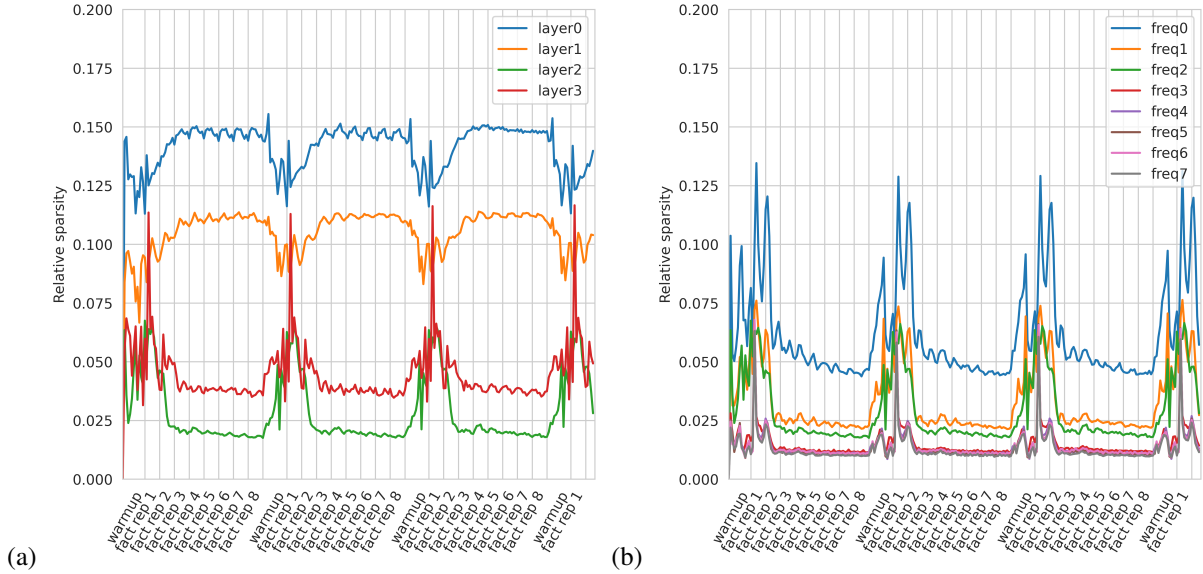 0.200
0.175
0.150
0.125
0.100
0.075
0.050
0.025
0.000
Relative sparsity
layer0
layer1
layer2
layer3
warmup
fact rep 1
fact rep 2
fact rep 3
fact rep 4
fact rep 5
fact rep 6
fact rep 7
fact rep 8
warmup
fact rep 1
fact rep 2
fact rep 3
fact rep 4
fact rep 5
fact rep 6
fact rep 7
fact rep 8
warmup
fact rep 1
fact rep 2
fact rep 3
fact rep 4
fact rep 5
fact rep 6
fact rep 7
fact rep 8
warmup
fact rep 1
(a)
0.200
0.175
0.150
0.125
0.100
0.075
0.050
0.025
0.000
Relative sparsity
freq0
freq1
freq2
freq3
freq4
freq5
freq6
freq7
warmup
fact rep 1
fact rep 2
fact rep 3
fact rep 4
fact rep 5
fact rep 6
fact rep 7
fact rep 8
warmup
fact rep 1
fact rep 2
fact rep 3
fact rep 4
fact rep 5
fact rep 6
fact rep 7
fact rep 8
warmup
fact rep 1
fact rep 2
fact rep 3
fact rep 4
fact rep 5
fact rep 6
fact rep 7
fact rep 8
warmup
fact rep 1
(b)